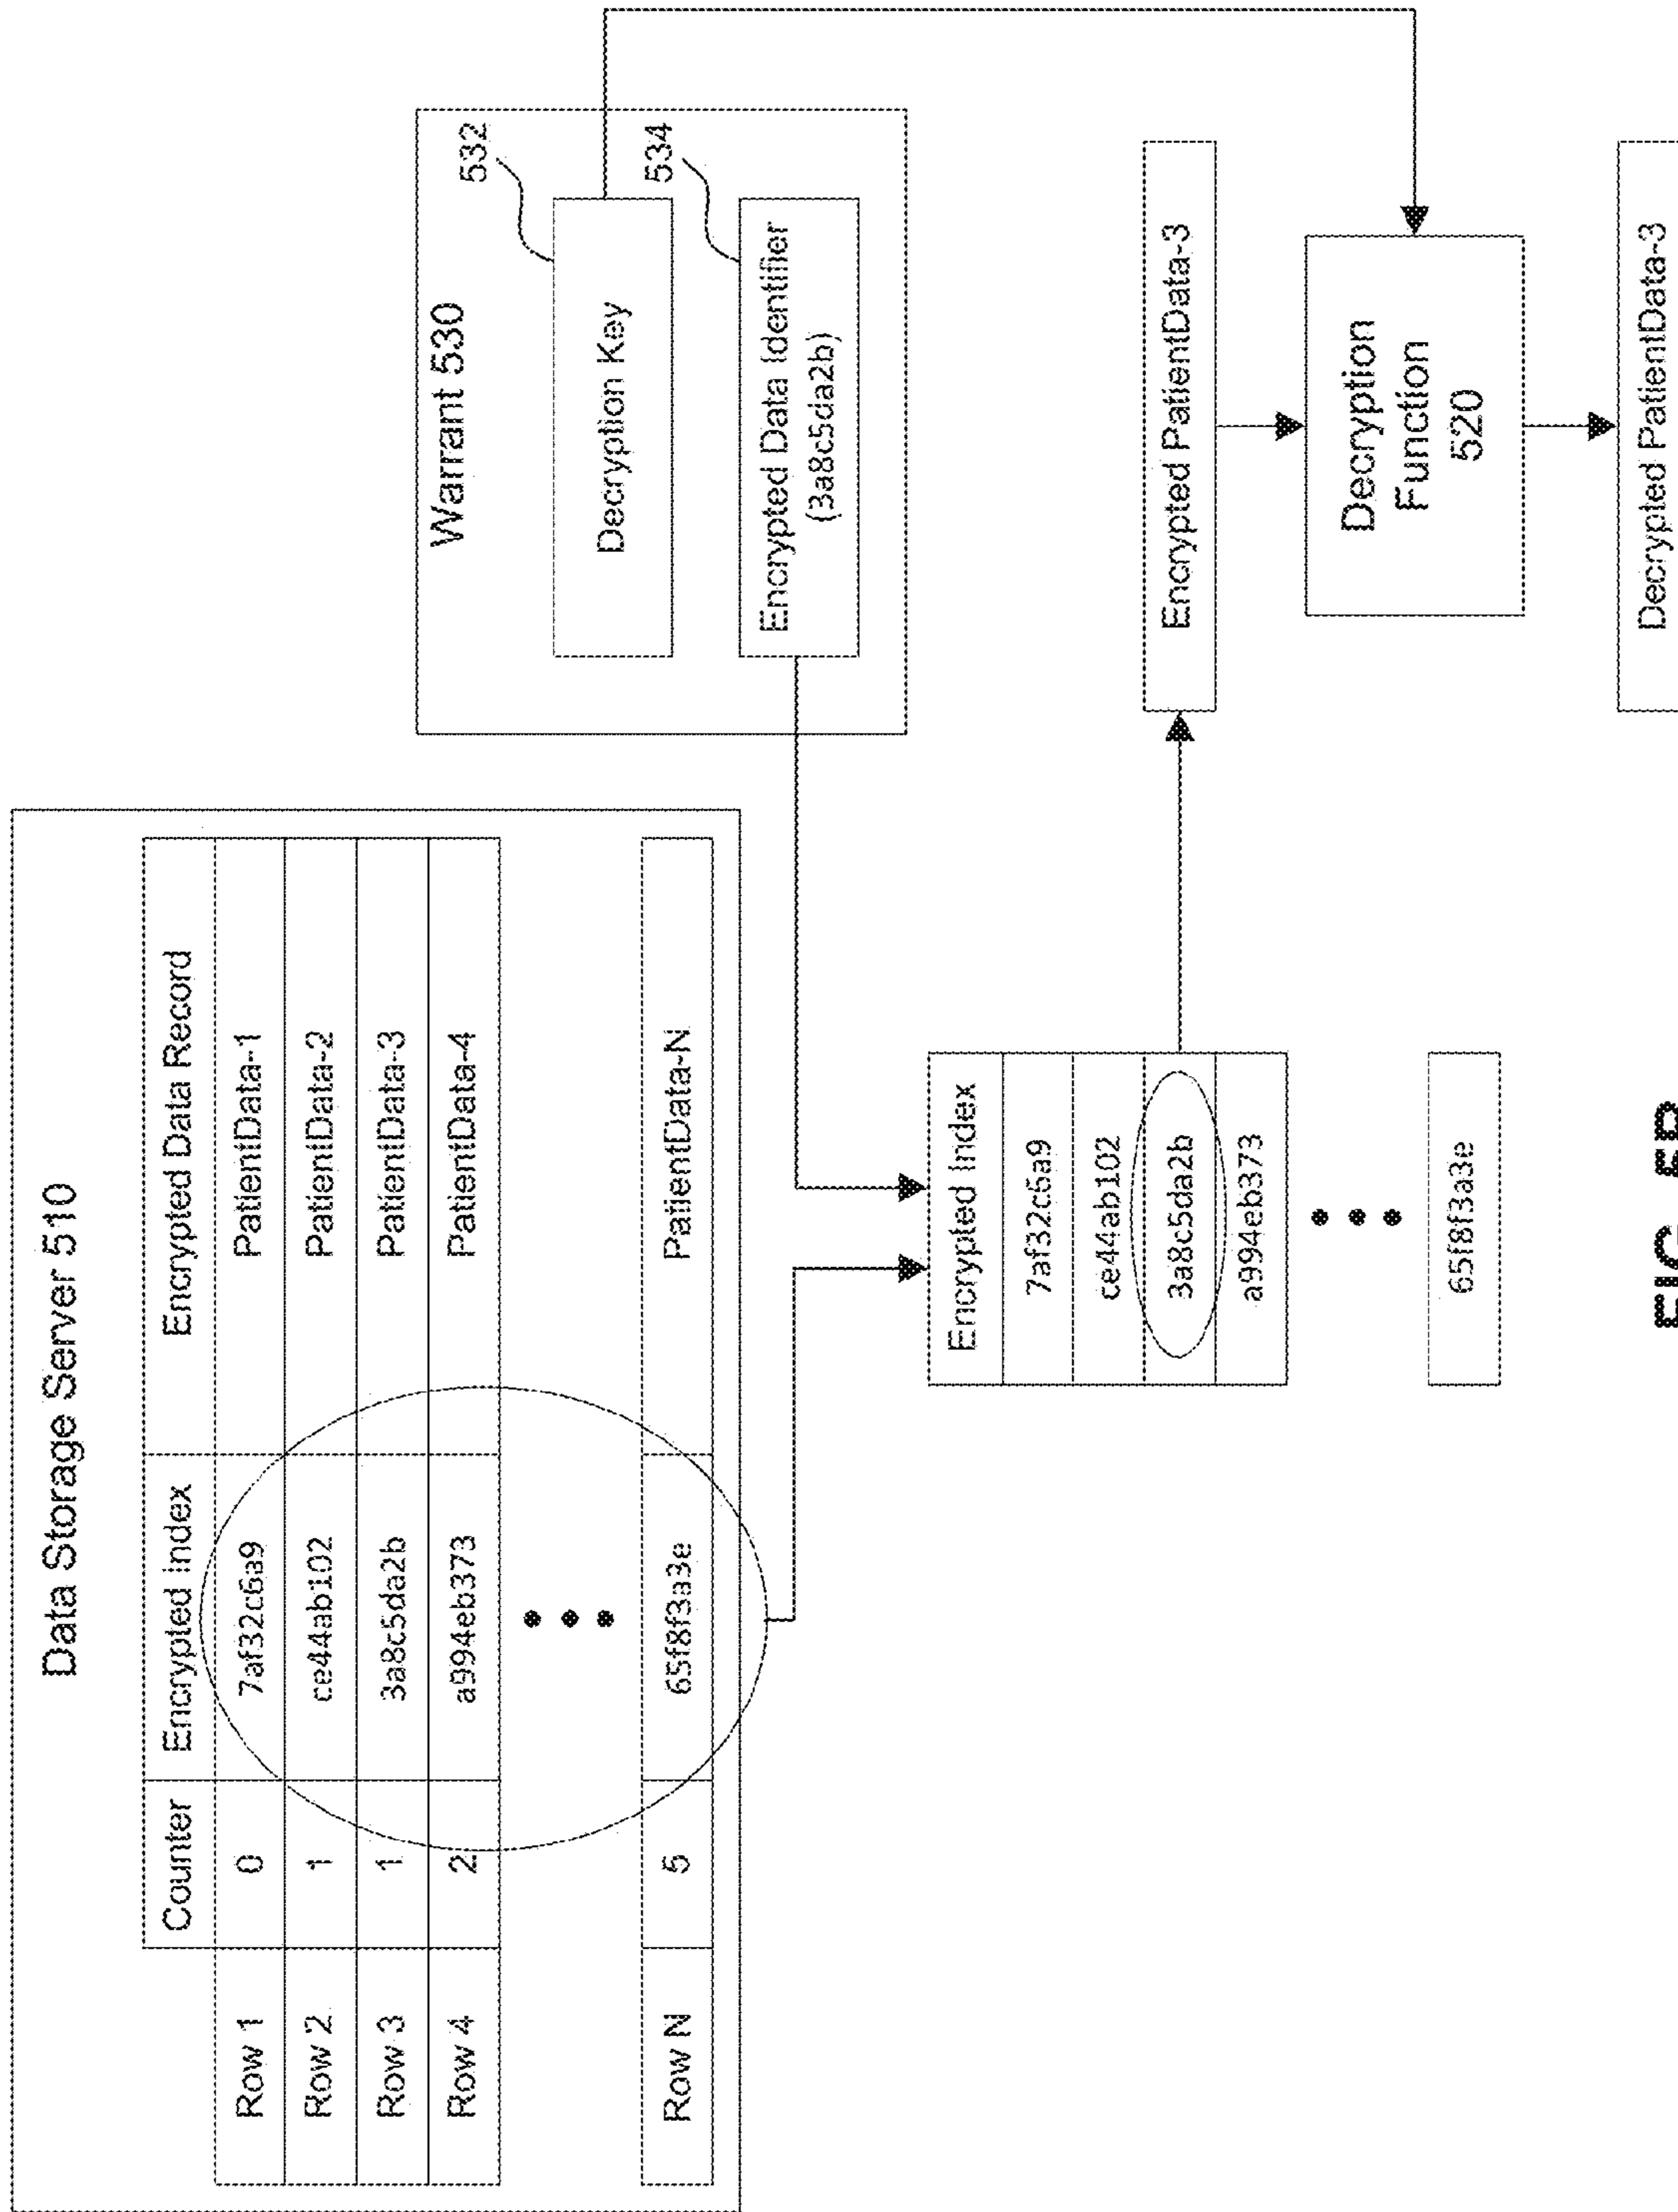 Data Storage Server 510
Counter Encrypted Index Encrypted Data Record
Row 1 0 7af32c6a9 PatientData-1
Row 2 1 ce44ab102 PatientData-2
Row 3 1 3a8c5da2b PatientData-3
Row 4 2 a994eb373 PatientData-4
Row N 5 65f8f3a3e PatientData-N
Warrant 530
532
Decryption Key
534
Encrypted Data Identifier
(3a8c5da2b)
Encrypted Index
7af32c6a9
ce44ab102
3a8c5da2b
a994eb373
65f8f3a3e
Encrypted PatientData-3
Decryption
Function
520
Decrypted PatientData-3
FIG. 5B